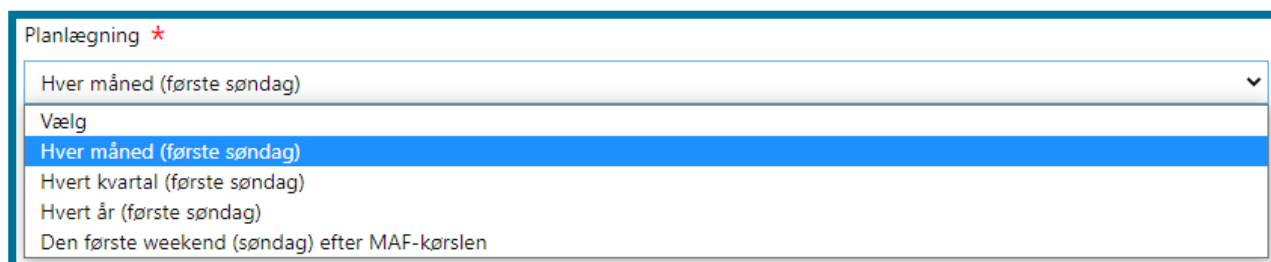 Planlægning *
Hver måned (første søndag)
Vælg
Hver måned (første søndag)
Hvert kvartal (første søndag)
Hvert år (første søndag)
Den første weekend (søndag) efter MAF-kørslen